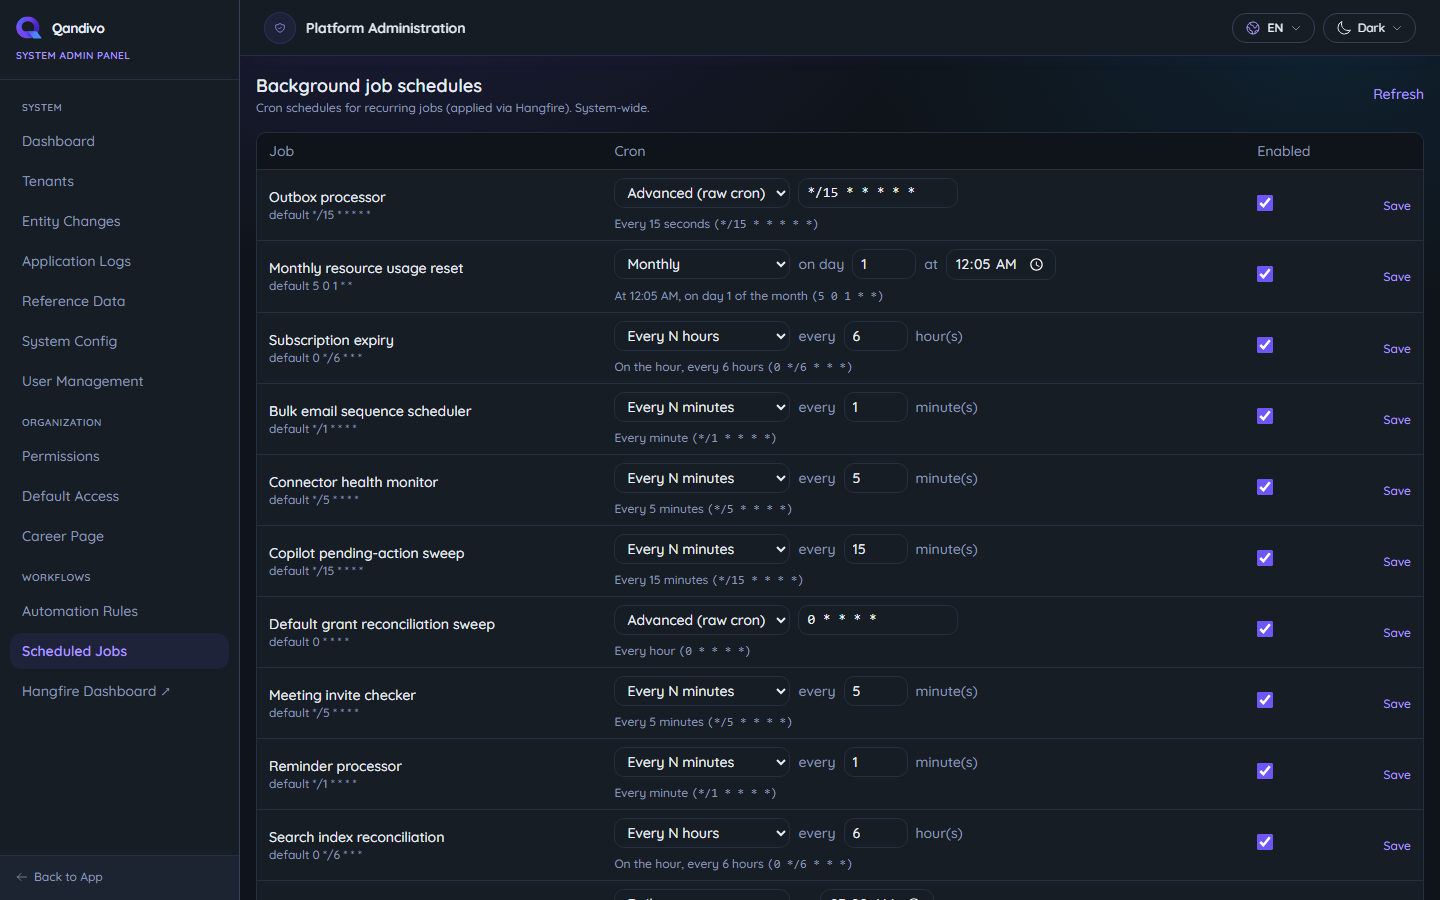 Qandivo
SYSTEM ADMIN PANEL
SYSTEM
Dashboard
Tenants
Entity Changes
Application Logs
Reference Data
System Config
User Management
ORGANIZATION
Permissions
Default Access
Career Page
WORKFLOWS
Automation Rules
Scheduled Jobs
Hangfire Dashboard ↗
← Back to App
Platform Administration
EN
Dark
Background job schedules
Cron schedules for recurring jobs (applied via Hangfire). System-wide.
Refresh
Job Cron Enabled
Outbox processor
default */15 * * * * *
Advanced (raw cron) */15 * * * * *
Every 15 seconds (*/15 * * * * *)
Save
Monthly resource usage reset
default 5 0 1 * *
Monthly on day 1 at 12:05 AM
At 12:05 AM, on day 1 of the month (5 0 1 * *)
Save
Subscription expiry
default 0 */6 * * *
Every N hours every 6 hour(s)
On the hour, every 6 hours (0 */6 * * *)
Save
Bulk email sequence scheduler
default */1 * * * *
Every N minutes every 1 minute(s)
Every minute (*/1 * * * *)
Save
Connector health monitor
default */5 * * * *
Every N minutes every 5 minute(s)
Every 5 minutes (*/5 * * * *)
Save
Copilot pending-action sweep
default */15 * * * *
Every N minutes every 15 minute(s)
Every 15 minutes (*/15 * * * *)
Save
Default grant reconciliation sweep
default 0 * * * *
Advanced (raw cron) 0 * * * *
Every hour (0 * * * *)
Save
Meeting invite checker
default */5 * * * *
Every N minutes every 5 minute(s)
Every 5 minutes (*/5 * * * *)
Save
Reminder processor
default */1 * * * *
Every N minutes every 1 minute(s)
Every minute (*/1 * * * *)
Save
Search index reconciliation
default 0 */6 * * *
Every N hours every 6 hour(s)
On the hour, every 6 hours (0 */6 * * *)
Save